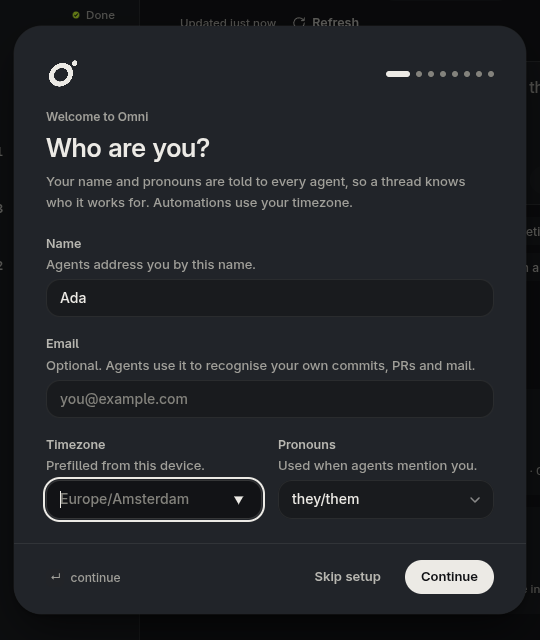 Done
Updated just now
Refresh
Welcome to Omni
Who are you?
Your name and pronouns are told to every agent, so a thread knows
who it works for. Automations use your timezone.
Name
Agents address you by this name.
Ada
Email
Optional. Agents use it to recognise your own commits, PRs and mail.
you@example.com
Timezone
Pronouns
Prefilled from this device.
Used when agents mention you.
Europe/Amsterdam
they/them
continue
Skip setup
Continue